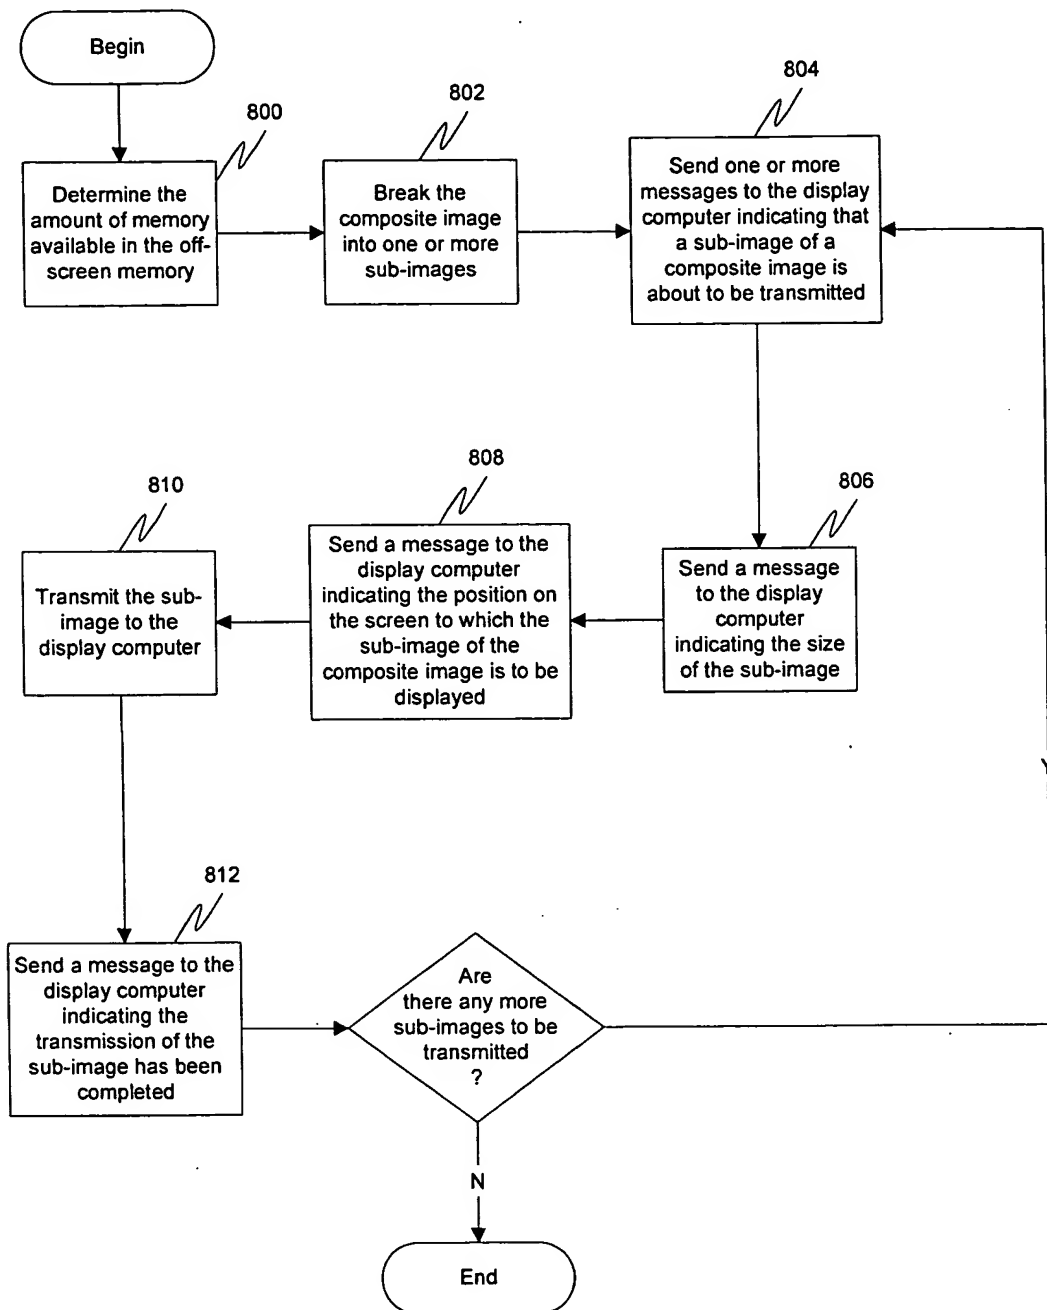 Begin
800
Determine the
amount of memory
available in the off-
screen memory
802
Break the
composite image
into one or more
sub-images
804
Send one or more
messages to the display
computer indicating that
a sub-image of a
composite image is
about to be transmitted
806
Send a message
to the display
computer
indicating the size
of the sub-image
808
Send a message to the
display computer
indicating the position on
the screen to which the
sub-image of the
composite image is to be
displayed
810
Transmit the sub-
image to the
display computer
812
Send a message to the
display computer
indicating the
transmission of the
sub-image has been
completed
Are
there any more
sub-images to be
transmitted
?
N
End